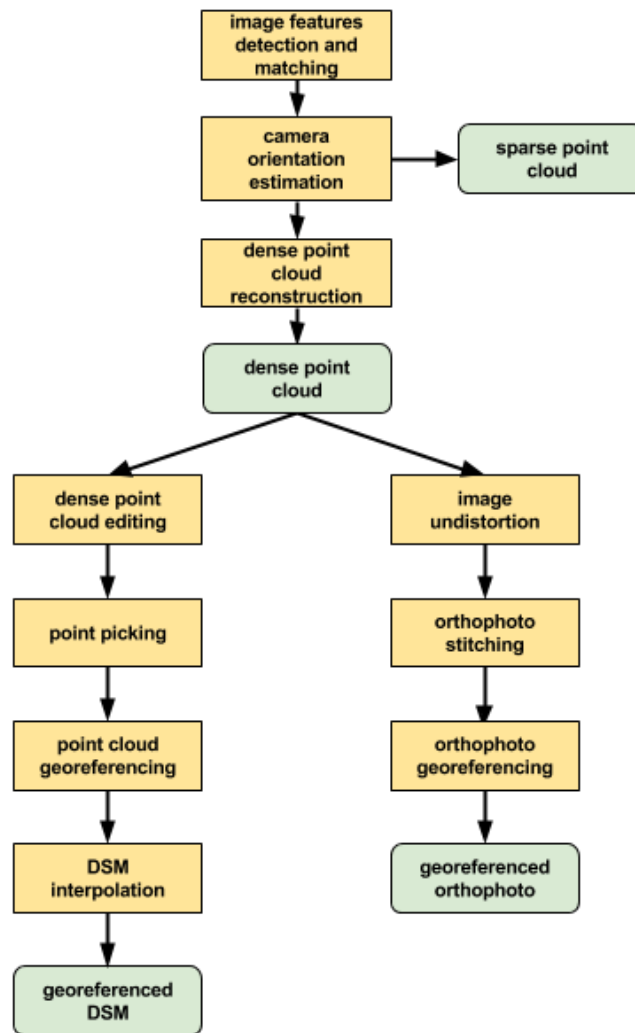 image features
detection and
matching
camera
orientation
estimation
sparse point
cloud
dense point
cloud
reconstruction
dense point
cloud
dense point
cloud editing
image
undistortion
point picking
orthophoto
stitching
point cloud
georeferencing
orthophoto
georeferencing
DSM
interpolation
georeferenced
orthophoto
georeferenced
DSM